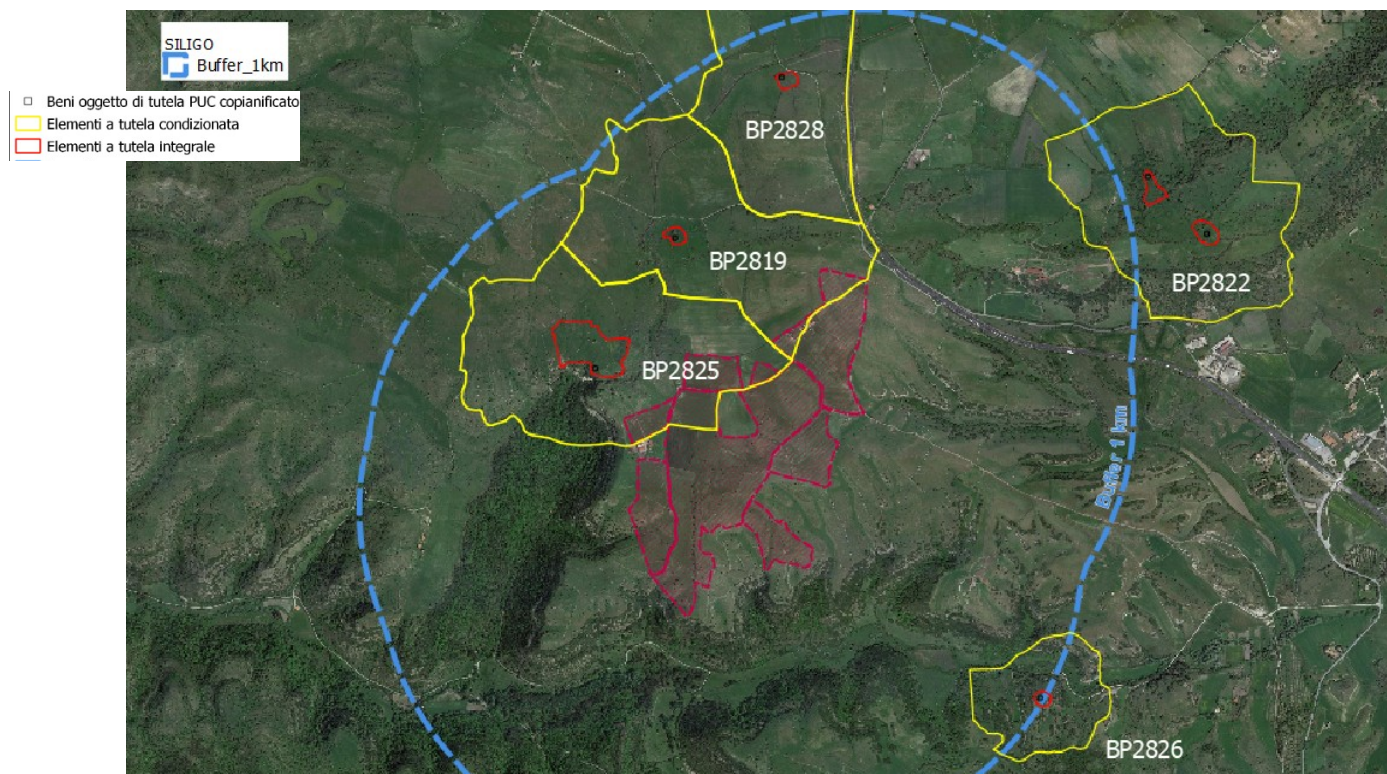 SILIGO
Buffer_1km
Beni oggetto di tutela PUC copianificato
Elementi a tutela condizionata
Elementi a tutela integrale
BP2828
BP2819
BP2822
BP2825
Buffer 1 km
BP2826